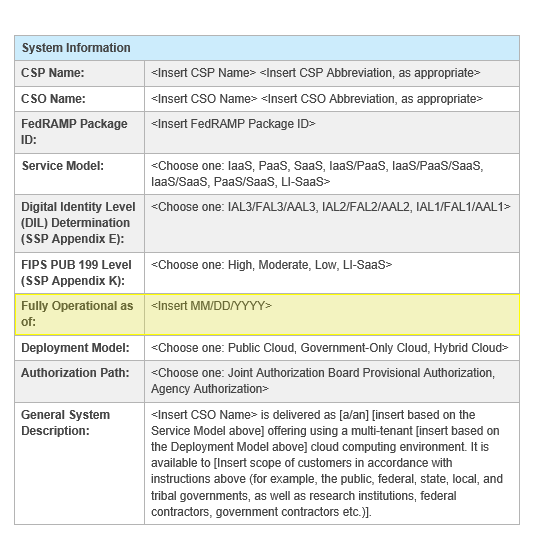 System Information
CSP Name:
<Insert CSP Name> <Insert CSP Abbreviation, as appropriate>
CSO Name:
<Insert CSO Name> <Insert CSO Abbreviation, as appropriate>
FedRAMP Package
ID:
<Insert FedRAMP Package ID>
Service Model:
<Choose one: IaaS, PaaS, SaaS, IaaS/PaaS, IaaS/PaaS/SaaS,
IaaS/SaaS, PaaS/SaaS, LI-SaaS>
Digital Identity Level
(DIL) Determination
(SSP Appendix E):
<Choose one: IAL3/FAL3/AAL3, IAL2/FAL2/AAL2, IAL1/FAL1/AAL1>
FIPS PUB 199 Level
(SSP Appendix K):
<Choose one: High, Moderate, Low, LI-SaaS>
Fully Operational as
of:
<Insert MM/DD/YYYY>
Deployment Model:
<Choose one: Public Cloud, Government-Only Cloud, Hybrid Cloud>
Authorization Path:
<Choose one: Joint Authorization Board Provisional Authorization,
Agency Authorization>
General System
Description:
<Insert CSO Name> is delivered as [a/an] [insert based on the
Service Model above] offering using a multi-tenant [insert based on
the Deployment Model above] cloud computing environment. It is
available to [Insert scope of customers in accordance with
instructions above (for example, the public, federal, state, local, and
tribal governments, as well as research institutions, federal
contractors, government contractors etc.)].